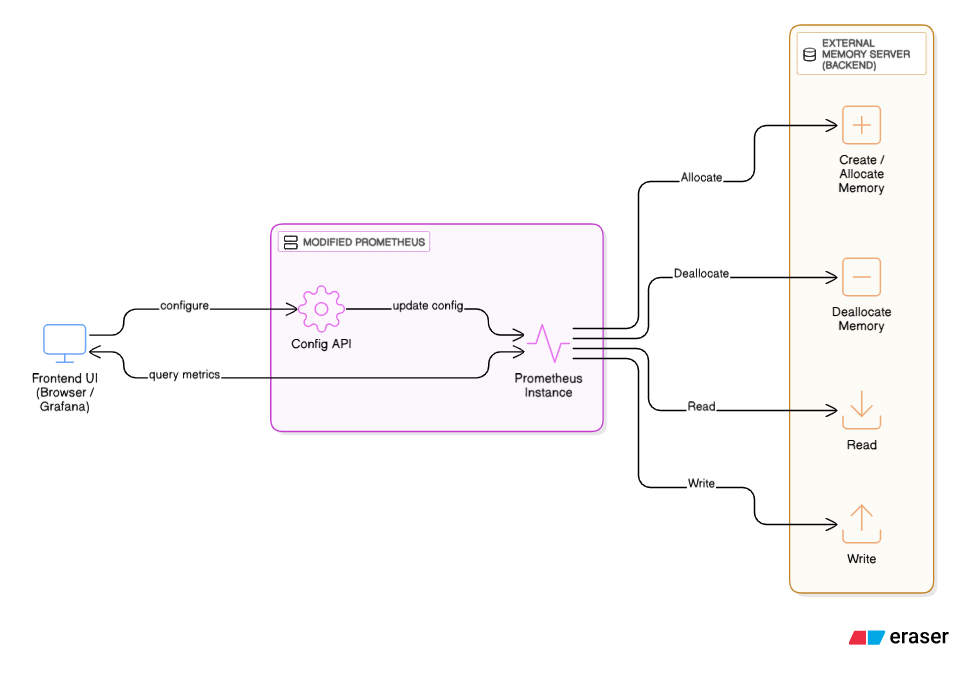 EXTERNAL
MEMORY SERVER
(BACKEND)
Create /
Allocate
Memory
Allocate
MODIFIED PROMETHEUS
Deallocate
Deallocate
Memory
configure
update config
Config API
Frontend UI
(Browser /
Grafana)
query metrics
Prometheus
Instance
Read
Read
Write
Write
eraser